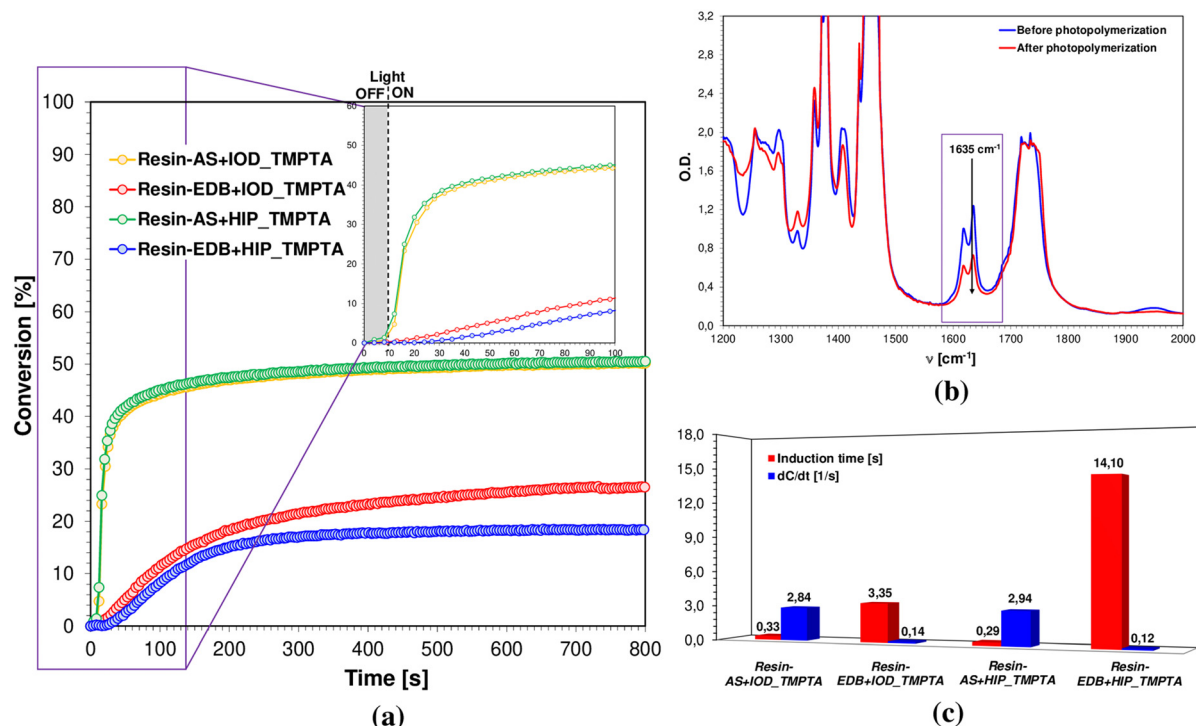 Light
OFF ON
100
90
80
70
60
50
40
30
20
10
0
Conversion [%]
Resin-AS+IOD_TMPTA
Resin-EDB+IOD_TMPTA
Resin-AS+HIP_TMPTA
Resin-EDB+HIP_TMPTA
60
50
40
30
20
10
0
0 10 20 30 40 50 60 70 80 90 100
0 100 200 300 400 500 600 700 800
Time [s]
(a)
3,2
2,8
2,4
2,0
1,6
1,2
0,8
0,4
0,0
O.D.
Before photopolymerization
After photopolymerization
1635 cm-1
1200 1300 1400 1500 1600 1700 1800 1900 2000
ν [cm-1]
(b)
18,0
15,0
12,0
9,0
6,0
3,0
0,0
Induction time [s]
dC/dt [1/s]
0,33 2,84 3,35 0,14 0,29 2,94 14,10 0,12
Resin-
AS+IOD_TMPTA
Resin-
EDB+IOD_TMPTA
Resin-
AS+HIP_TMPTA
Resin-
EDB+HIP_TMPTA
(c)